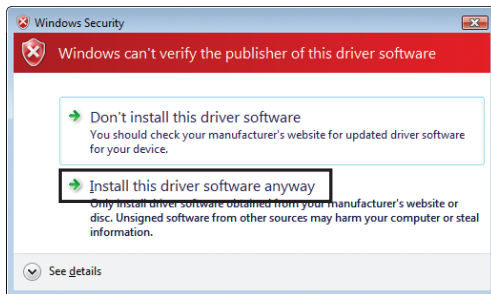 Windows Security
Windows can't verify the publisher of this driver software
Don't install this driver software
You should check your manufacturer's website for updated driver software
for your device.
Install this driver software anyway
Only install driver software obtained from your manufacturer's website or
disc. Unsigned software from other sources may harm your computer or steal
information.
See details